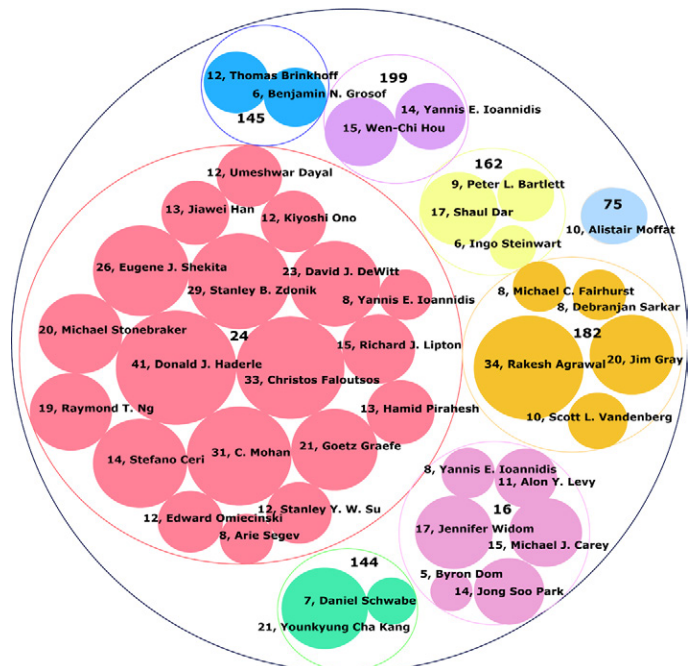 12, Thomas Brinkhoff
6, Benjamin N. Grosof
145
199
14, Yannis E. Ioannidis
15, Wen-Chi Hou
162
9, Peter L. Bartlett
17, Shaul Dar
6, Ingo Steinwart
75
10, Alistair Moffat
12, Umeshwar Dayal
13, Jiawei Han
12, Kiyoshi Ono
26, Eugene J. Shekita
23, David J. DeWitt
29, Stanley B. Zdonik
8, Yannis E. Ioannidis
20, Michael Stonebraker
24
15, Richard J. Lipton
41, Donald J. Haderle
33, Christos Faloutsos
19, Raymond T. Ng
13, Hamid Pirahesh
14, Stefano Ceri
31, C. Mohan
21, Goetz Graefe
12, Edward Omiecinski
12, Stanley Y. W. Su
8, Arie Segev
8, Michael C. Fairhurst
8, Debranjan Sarkar
182
34, Rakesh Agrawal
20, Jim Gray
10, Scott L. Vandenberg
8, Yannis E. Ioannidis
11, Alon Y. Levy
16
17, Jennifer Widom
15, Michael J. Carey
5, Byron Dom
14, Jong Soo Park
144
7, Daniel Schwabe
21, Younkyung Cha Kang